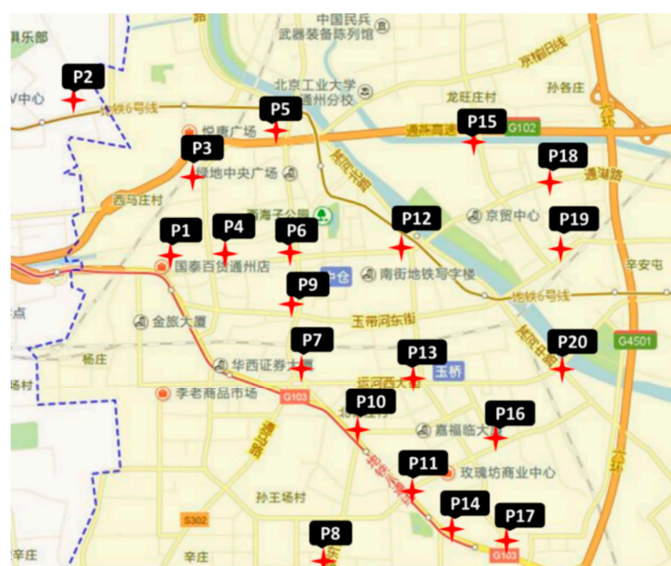 中国民兵
武器装备陈列馆
俱乐部
京榆旧线
P2
北京工业大学
通州分校
孙各庄
V中心
地铁6号线
龙旺庄村
P5
悦唐广场
P15
通燕高速
G102
P3
绿地中央广场
P18
通湖路
西马庄村
西海子公园
P12
京贸中心
P19
P1
P4
P6
国泰百货通州店
中仓
南街地铁写字楼
辛安屯
P9
地铁6号线
金旅大厦
玉带河东街
P20
G4501
杨庄
华西证券大厦
P7
P13
玉桥
运河西大街
李老商品市场
G103
P10
P16
嘉福临大厦
P11
玫瑰坊商业中心
孙王场村
P14
P17
S302
P8
辛庄
G103